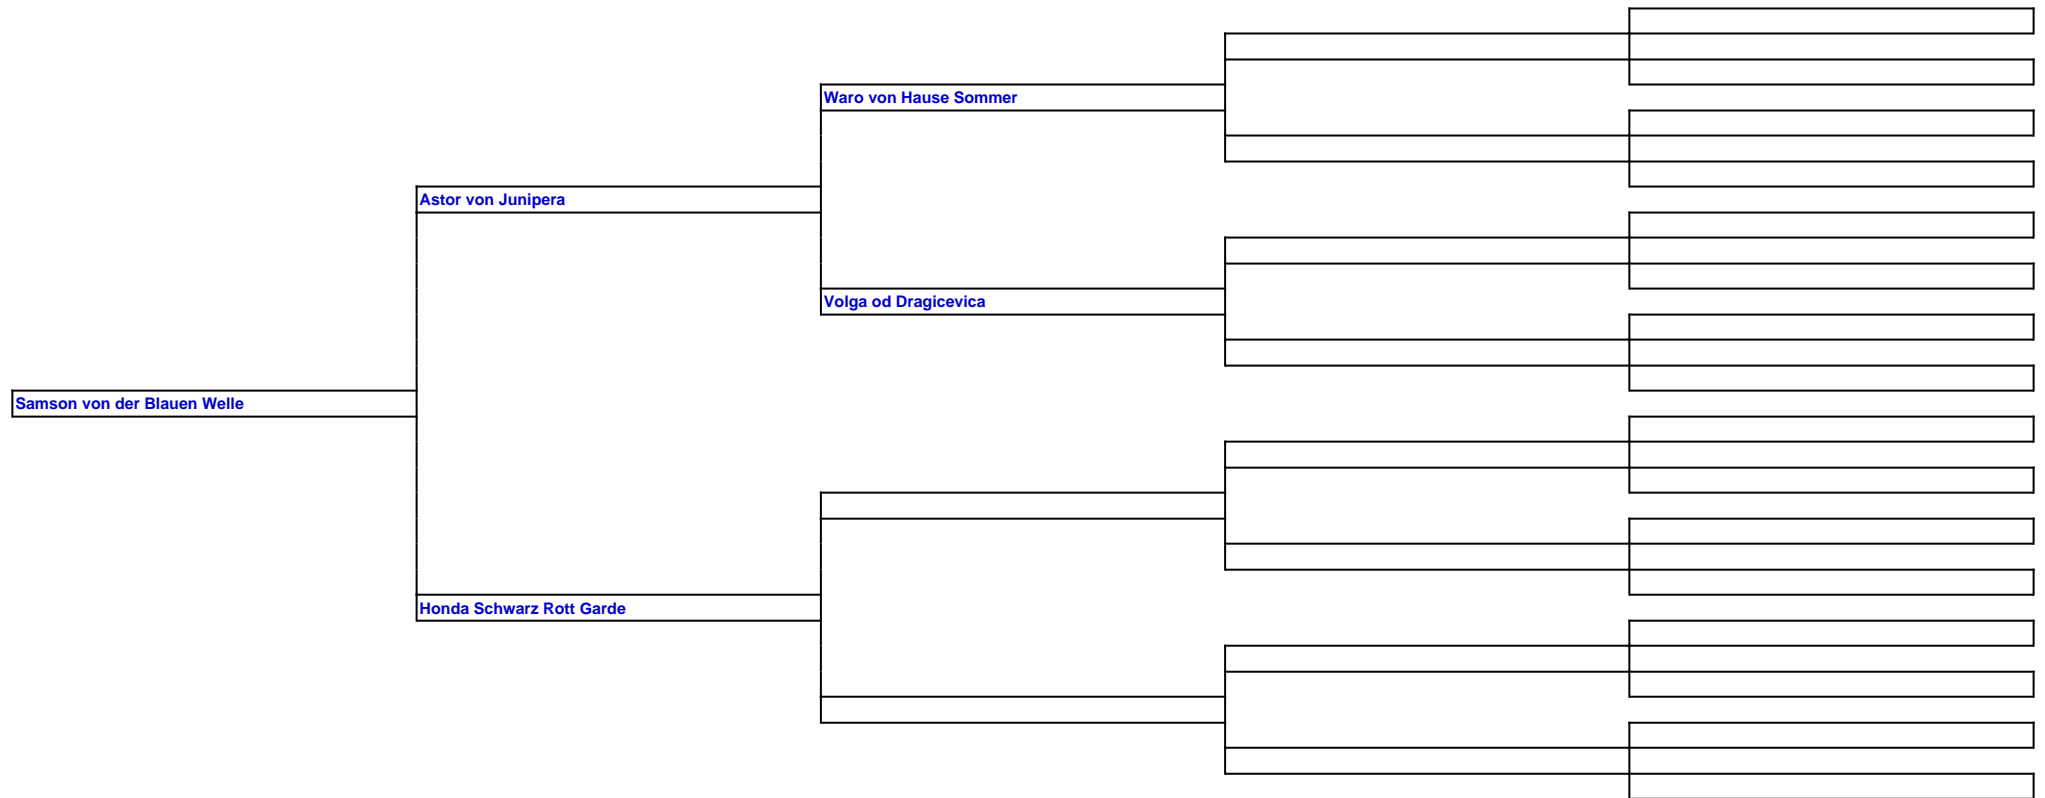 Waro von Hause Sommer
Astor von Junipera
Volga od Dragicevica
Samson von der Blauen Welle
Honda Schwarz Rott Garde